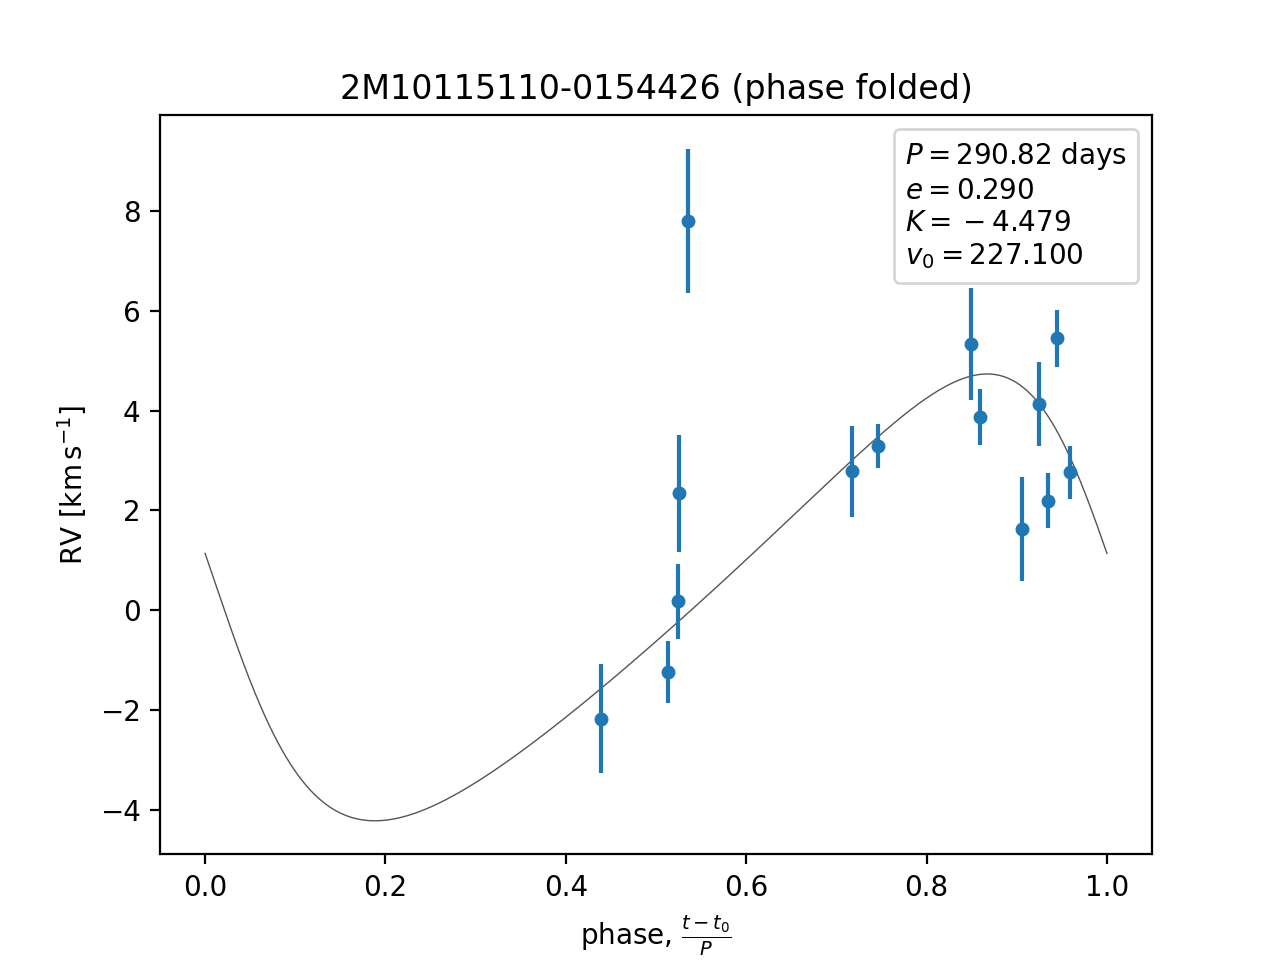 2M10115110-0154426 (phase folded)
P = 290.82 days
e = 0.290
K = −4.479
v₀ = 227.100
8
6
4
2
0
−2
−4
RV [km s⁻¹]
0.0 0.2 0.4 0.6 0.8 1.0
phase, (t − t₀)/P